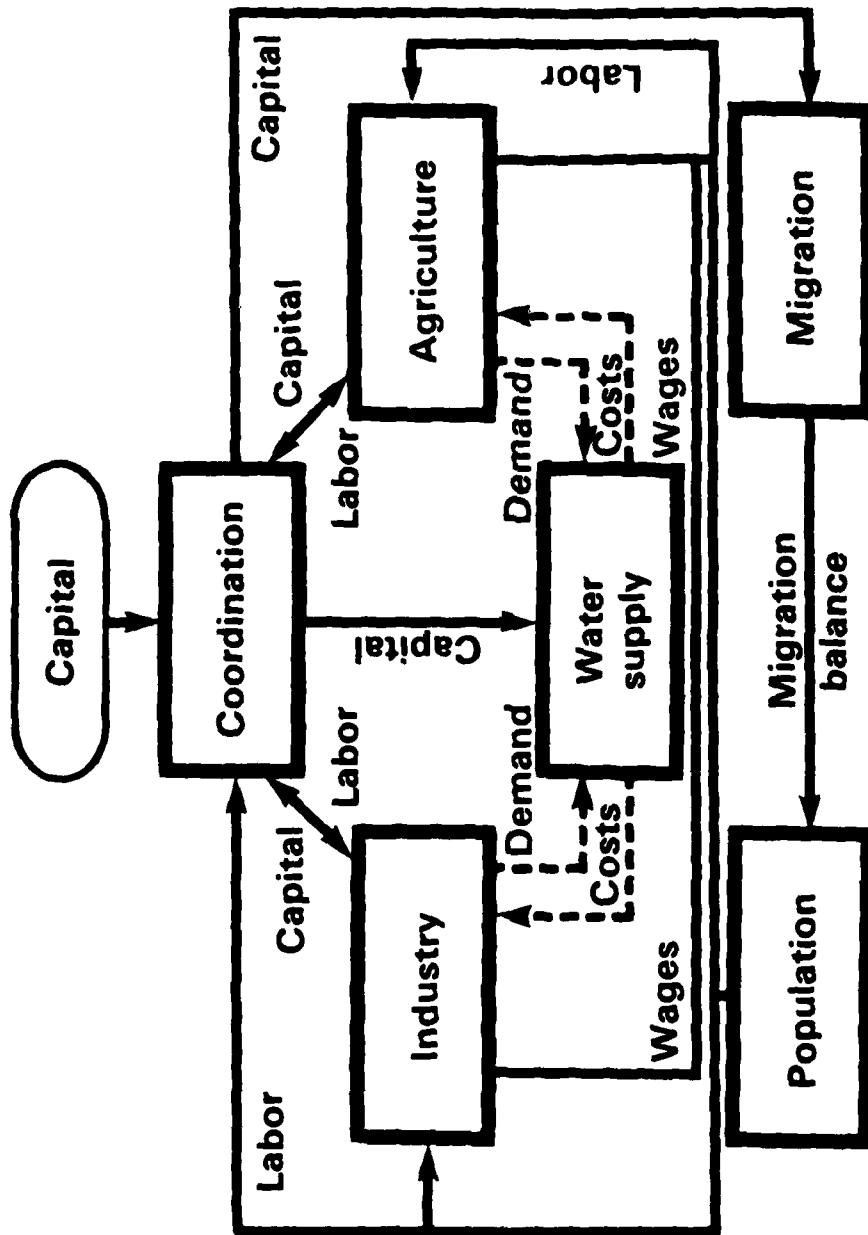 Capital
Coordination
Labor
Capital
Capital
Labor
Labor
Capital
Capital
Industry
Agriculture
Demand
Demand
Labor
Costs
Water
supply
Costs
Wages
Wages
Population
Migration
balance
Migration